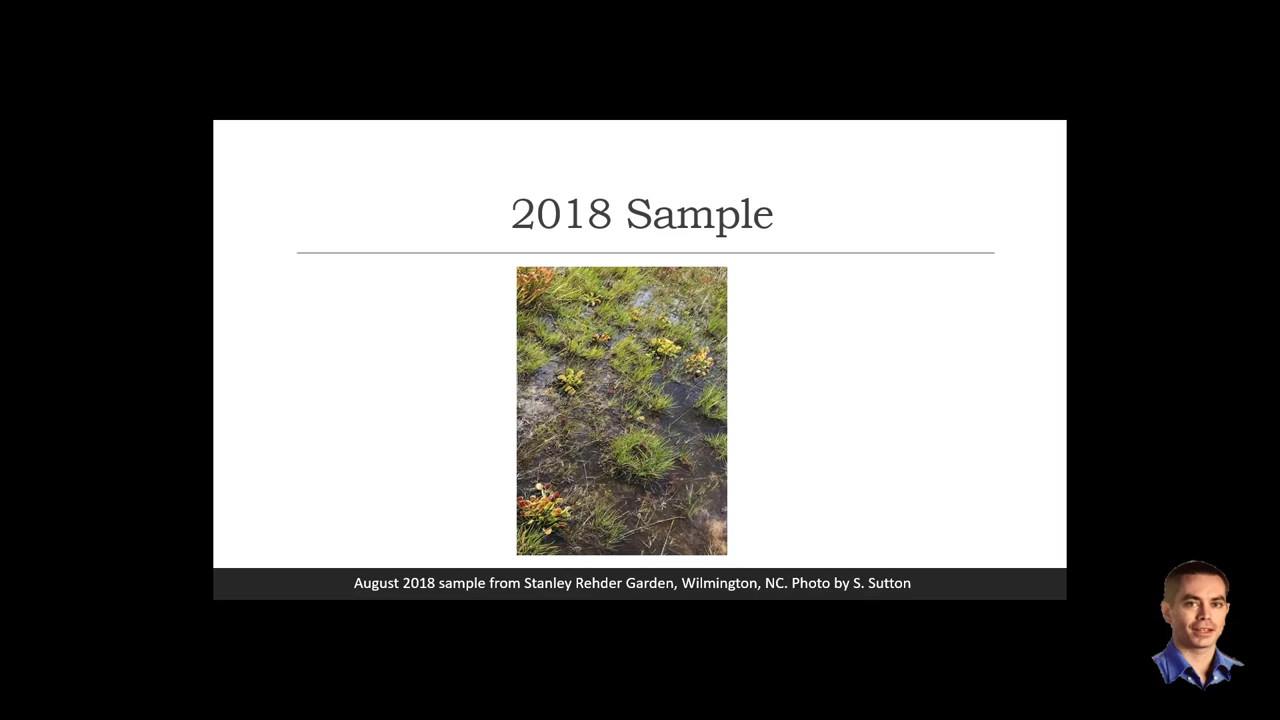 2018 Sample
August 2018 sample from Stanley Rehder Garden, Wilmington, NC. Photo by S. Sutton